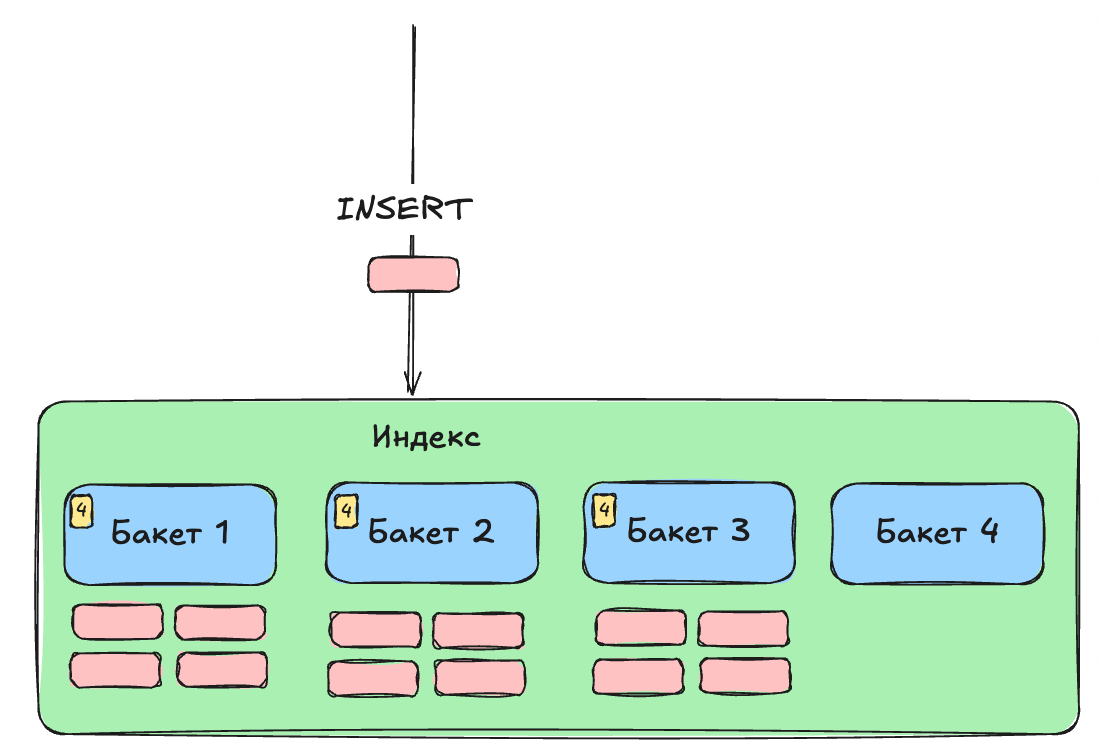 INSERT
Индекс
4
Бакет 1
4
Бакет 2
4
Бакет 3
Бакет 4